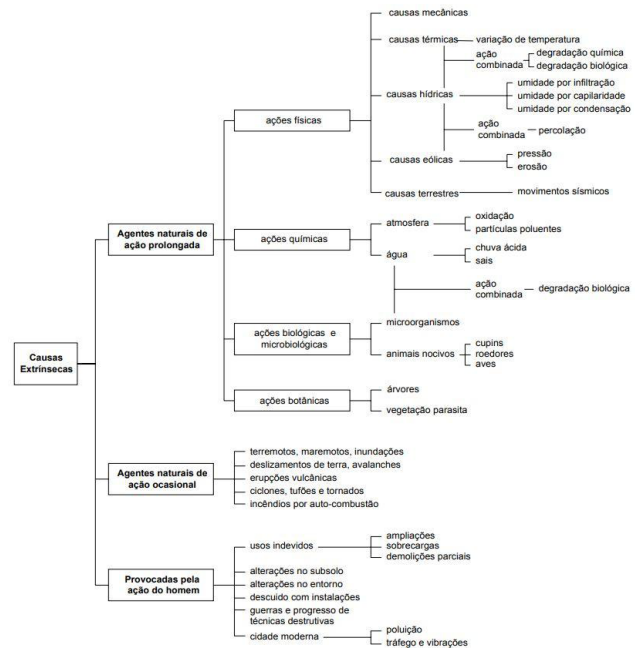 causas mecânicas
causas térmicas
variação de temperatura
ação
combinada
degradação química
degradação biológica
causas hídricas
umidade por infiltração
umidade por capilaridade
umidade por condensação
ações físicas
ação
combinada
percolação
causas eólicas
pressão
erosão
causas terrestres
movimentos sísmicos
Agentes naturais de
ação prolongada
ações químicas
atmosfera
oxidação
partículas poluentes
água
chuva ácida
sais
ação
combinada
degradação biológica
ações biológicas e
microbiológicas
microorganismos
animais nocivos
cupins
roedores
aves
Causas
Extrínsecas
ações botânicas
árvores
vegetação parasita
Agentes naturais de
ação ocasional
terremotos, maremotos, inundações
deslizamentos de terra, avalanches
erupções vulcânicas
ciclones, tufões e tornados
incêndios por auto-combustão
Provocadas pela
ação do homem
usos indevidos
ampliações
sobrecargas
demolições parciais
alterações no subsolo
alterações no entorno
descuido com instalações
guerras e progresso de
técnicas destrutivas
cidade moderna
poluição
tráfego e vibrações